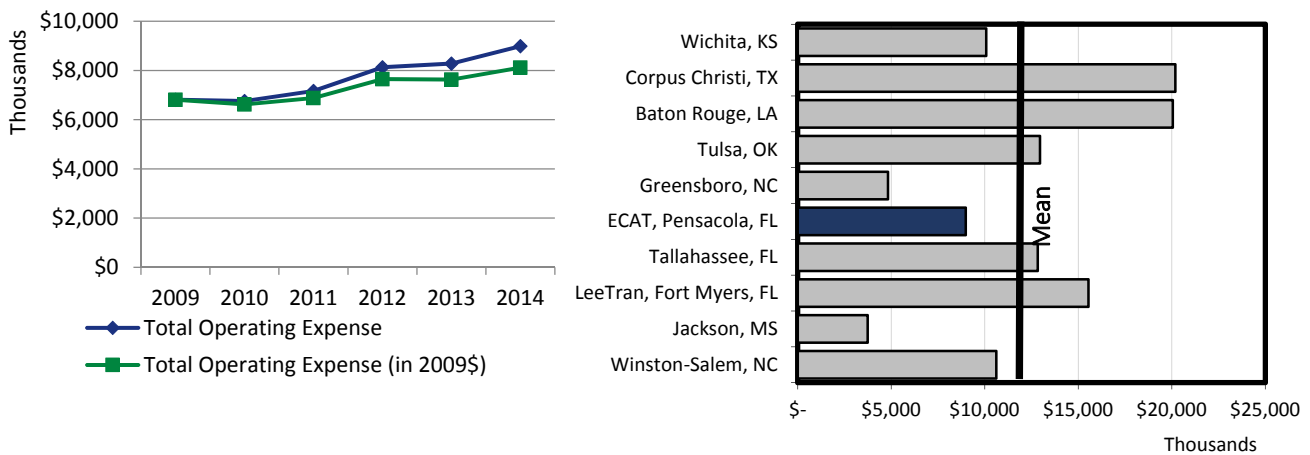 $10,000
$8,000
$6,000
$4,000
$2,000
$0
Thousands
2009 2010 2011 2012 2013 2014
Total Operating Expense
Total Operating Expense (in 2009$)
Wichita, KS
Corpus Christi, TX
Baton Rouge, LA
Tulsa, OK
Greensboro, NC
ECAT, Pensacola, FL
Tallahassee, FL
LeeTran, Fort Myers, FL
Jackson, MS
Winston-Salem, NC
Mean
$- $5,000 $10,000 $15,000 $20,000 $25,000
Thousands